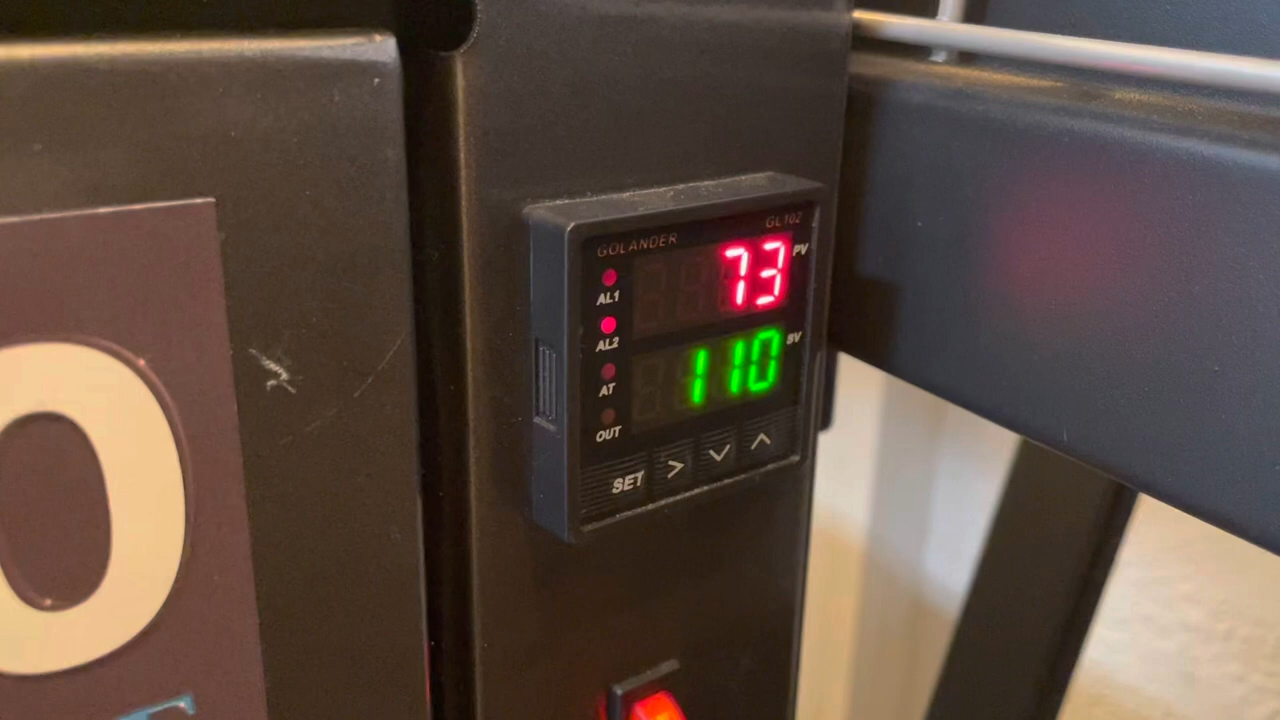 GOLANDER GL102
73 PV
AL1
AL2
110 SV
AT
OUT
SET > ∨ ∧
O